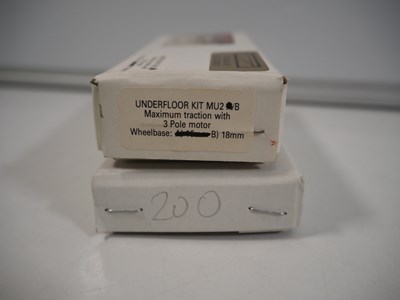 UNDERFLOOR KIT MU2 /B
Maximum traction with
3 Pole motor
Wheelbase: B) 18mm
200